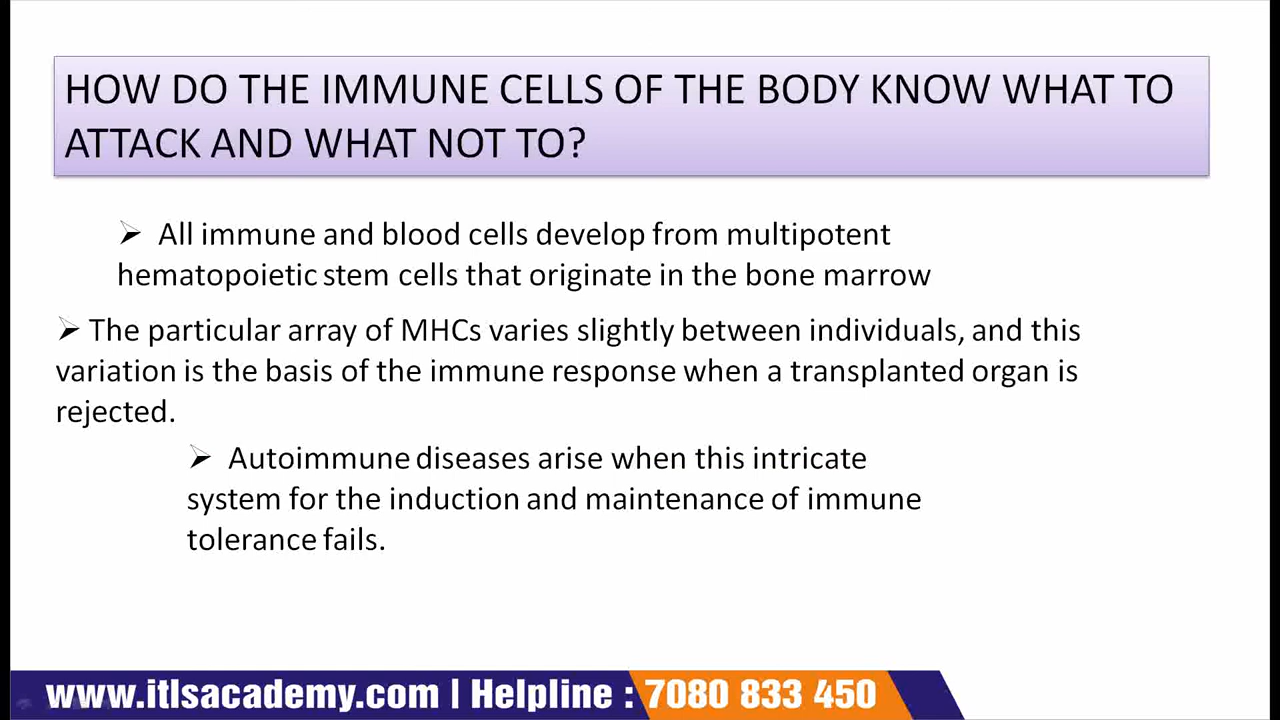 HOW DO THE IMMUNE CELLS OF THE BODY KNOW WHAT TO
ATTACK AND WHAT NOT TO?
➢ All immune and blood cells develop from multipotent
hematopoietic stem cells that originate in the bone marrow
➢ The particular array of MHCs varies slightly between individuals, and this
variation is the basis of the immune response when a transplanted organ is
rejected.
➢ Autoimmune diseases arise when this intricate
system for the induction and maintenance of immune
tolerance fails.
www.itlsacademy.com | Helpline : 7080 833 450